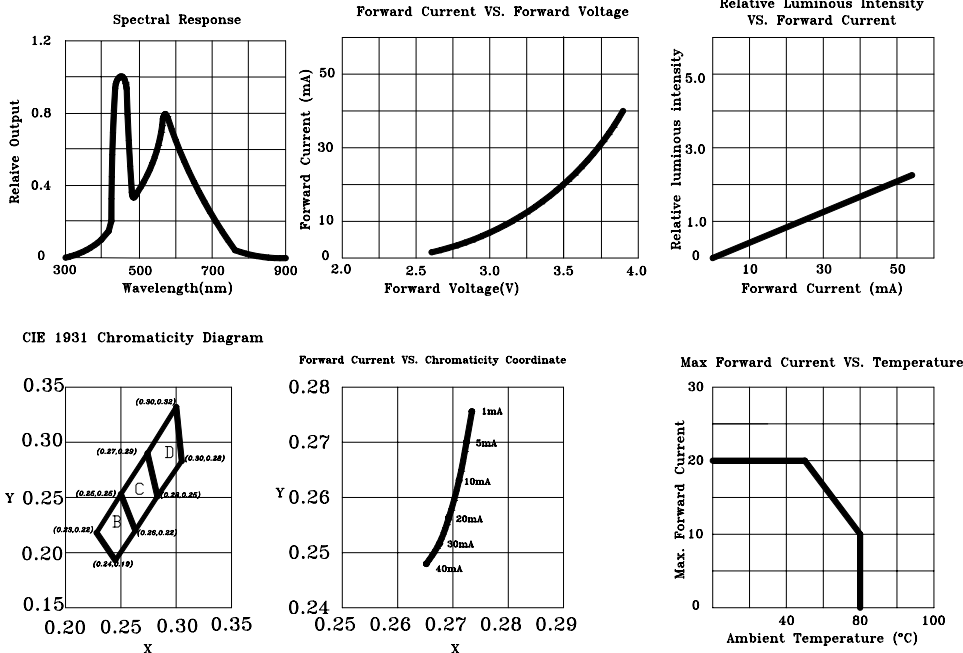 Spectral Response
Relaive Output
1.2
0.8
0.4
0
300 500 700 900
Wavelength(nm)
Forward Current VS. Forward Voltage
Forward Current (mA)
50
30
10
0
2.0 2.5 3.0 3.5 4.0
Forward Voltage(V)
Relative Luminous Intensity
VS. Forward Current
Relative luminous intensity
5.0
3.0
1.0
0
10 30 50
Forward Current (mA)
CIE 1931 Chromaticity Diagram
Y
0.35
0.30
0.25
0.20
0.15
(0.30,0.32)
(0.27,0.29)
D
(0.30,0.28)
(0.25,0.25)
C
(0.28,0.25)
B
(0.23,0.22)
(0.26,0.22)
(0.24,0.19)
0.20 0.25 0.30 0.35
X
Forward Current VS. Chromaticity Coordinate
Y
0.28
0.27
0.26
0.25
0.24
1mA
5mA
10mA
20mA
30mA
40mA
0.25 0.26 0.27 0.28 0.29
X
Max Forward Current VS. Temperature
Max. Forward Current
30
20
10
0
40 80 100
Ambient Temperature (°C)